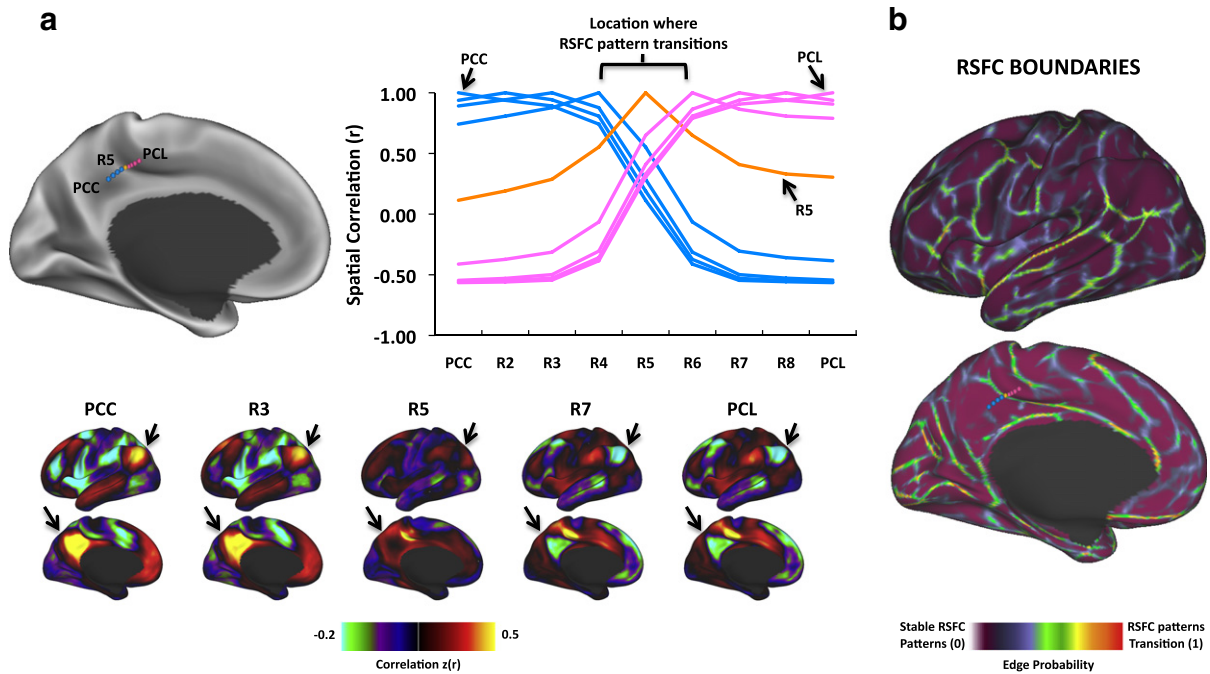 a
Location where
RSFC pattern transitions
PCC
PCL
R5
1.00
0.50
0.00
-0.50
-1.00
Spatial Correlation (r)
PCC R2 R3 R4 R5 R6 R7 R8 PCL
R5
PCL
PCC
PCC R3 R5 R7 PCL
-0.2
0.5
Correlation z(r)
b
RSFC BOUNDARIES
Stable RSFC
Patterns (0)
RSFC patterns
Transition (1)
Edge Probability